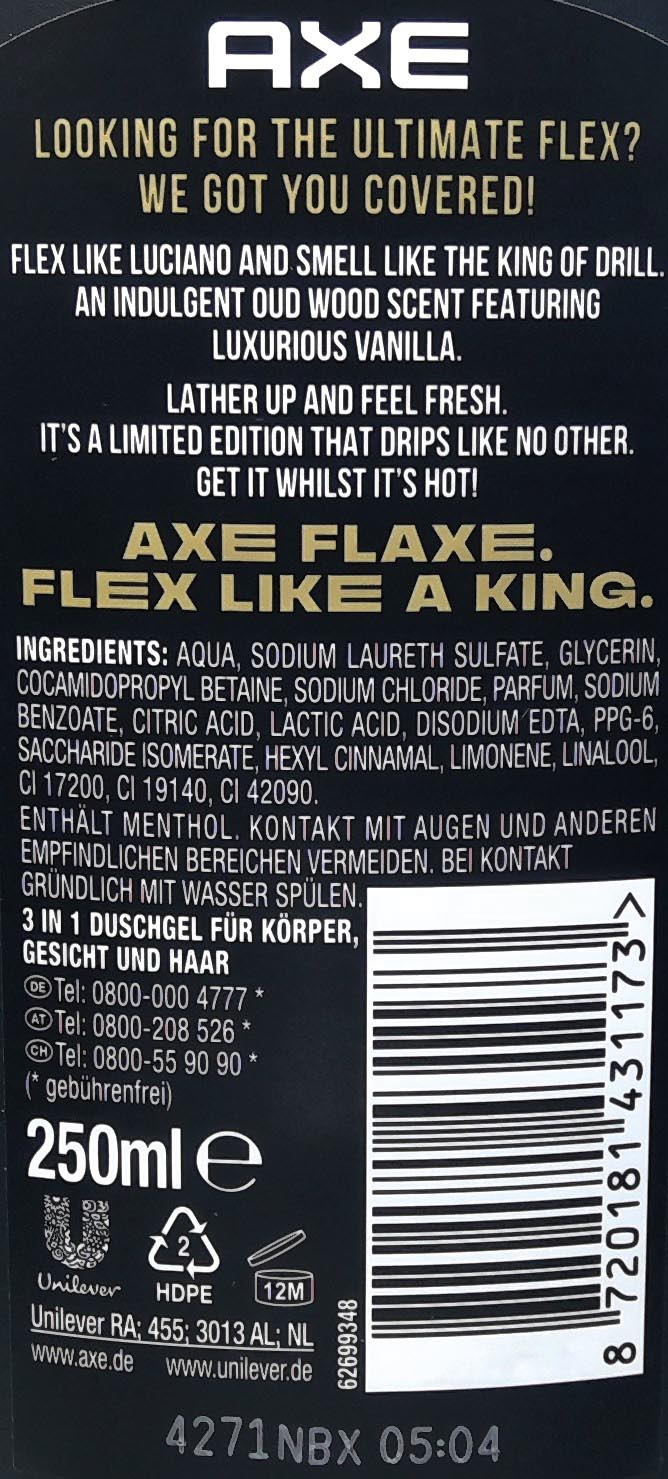 AXE
LOOKING FOR THE ULTIMATE FLEX?
WE GOT YOU COVERED!
FLEX LIKE LUCIANO AND SMELL LIKE THE KING OF DRILL.
AN INDULGENT OUD WOOD SCENT FEATURING
LUXURIOUS VANILLA.
LATHER UP AND FEEL FRESH.
IT'S A LIMITED EDITION THAT DRIPS LIKE NO OTHER.
GET IT WHILST IT'S HOT!
AXE FLAXE.
FLEX LIKE A KING.
INGREDIENTS: AQUA, SODIUM LAURETH SULFATE, GLYCERIN,
COCAMIDOPROPYL BETAINE, SODIUM CHLORIDE, PARFUM, SODIUM
BENZOATE, CITRIC ACID, LACTIC ACID, DISODIUM EDTA, PPG-6,
SACCHARIDE ISOMERATE, HEXYL CINNAMAL, LIMONENE, LINALOOL,
CI 17200, CI 19140, CI 42090.
ENTHÄLT MENTHOL. KONTAKT MIT AUGEN UND ANDEREN
EMPFINDLICHEN BEREICHEN VERMEIDEN. BEI KONTAKT
GRÜNDLICH MIT WASSER SPÜLEN.
3 IN 1 DUSCHGEL FÜR KÖRPER,
GESICHT UND HAAR
DE Tel: 0800-000 4777 *
AT Tel: 0800-208 526 *
CH Tel: 0800-55 90 90 *
(* gebührenfrei)
250ml e
2
Unilever HDPE 12M
Unilever RA; 455; 3013 AL; NL
www.axe.de www.unilever.de
62699348
8 720181 431173 >
4271NBX 05:04